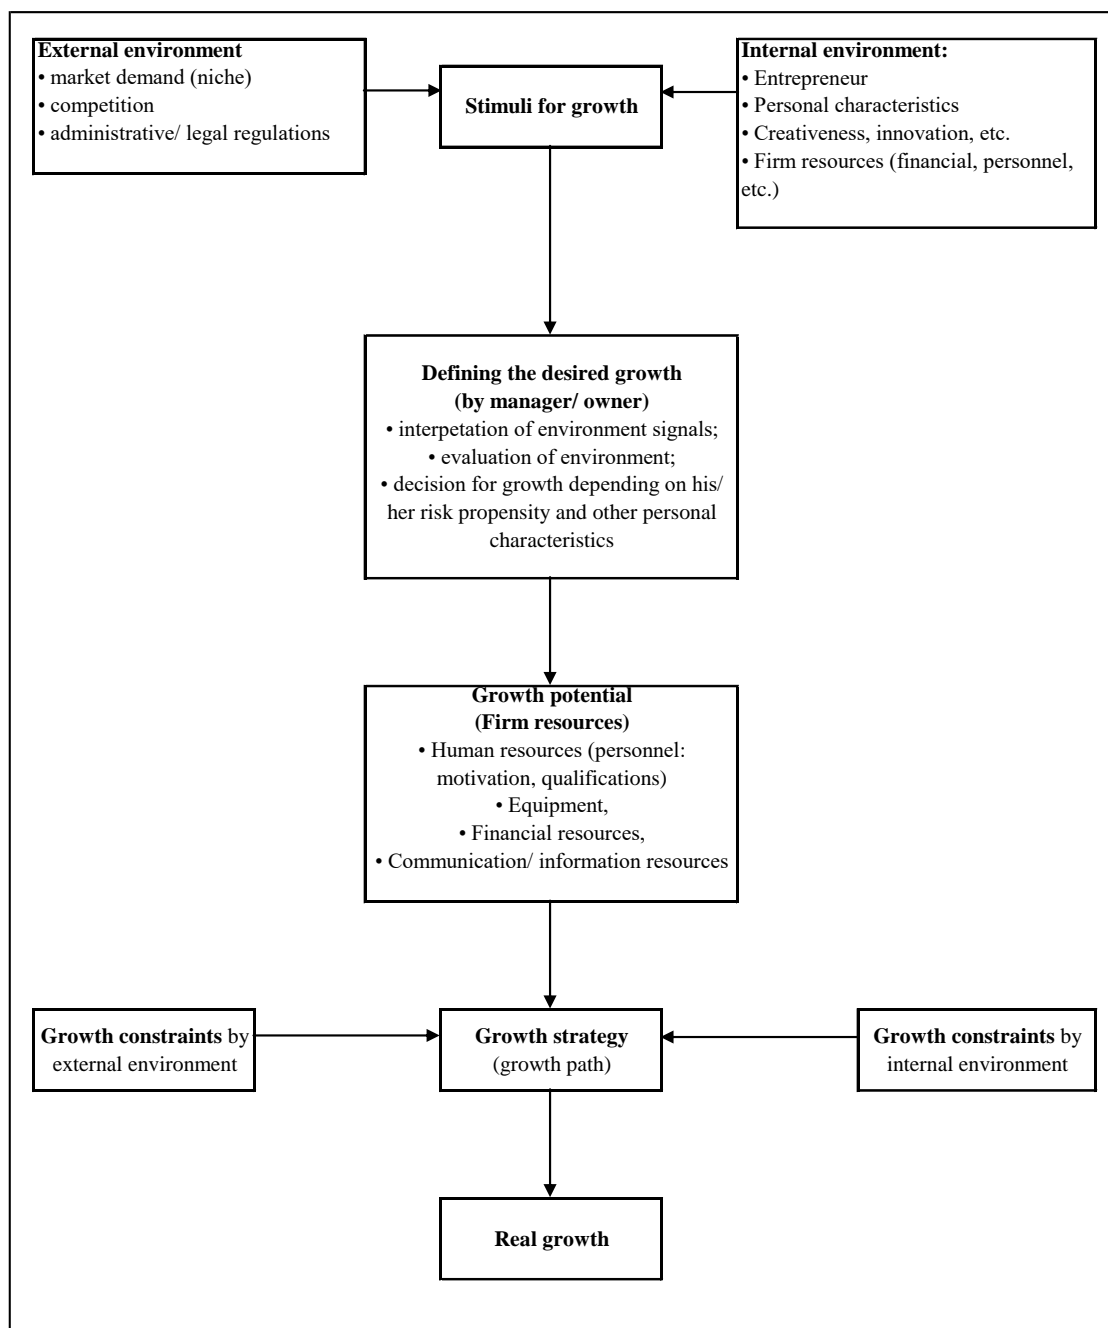 External environment
• market demand (niche)
• competition
• administrative/ legal regulations
Stimuli for growth
Internal environment:
• Entrepreneur
• Personal characteristics
• Creativeness, innovation, etc.
• Firm resources (financial, personnel,
etc.)
Defining the desired growth
(by manager/ owner)
• interpetation of environment signals;
• evaluation of environment;
• decision for growth depending on his/
her risk propensity and other personal
characteristics
Growth potential
(Firm resources)
• Human resources (personnel:
motivation, qualifications)
• Equipment,
• Financial resources,
• Communication/ information resources
Growth constraints by
external environment
Growth strategy
(growth path)
Growth constraints by
internal environment
Real growth